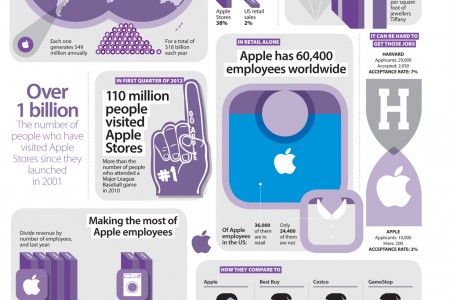 Apple
Stores
38%
US retail
sales
2%
per square
foot of
jewellers
Tiffany
Each one
generates $49
million annually
For a total of
$18 billion
each year
IN RETAIL ALONE
Apple has 60,400
employees worldwide
IT CAN BE HARD TO
GET THOSE JOBS
HARVARD
Applicants: 29,000
Accepted: 2,059
ACCEPTANCE RATE: 7%
H
Over
1 billion
The number of
people who have
visited Apple
Stores since they
launched
in 2001
IN FIRST QUARTER OF 2012
110 million
people
visited
Apple
Stores
More than the
number of people
who attended a
Major League
Baseball game
in 2010
#1
Of Apple
employees
in the US:
36,000
of them
are in
retail
Only
24,400
of them
are not
APPLE
Applicants: 10,000
Hires: 200
ACCEPTANCE RATE: 2%
Making the most of
Apple employees
Divide revenue by
number of employees,
and last year:
HOW THEY COMPARE TO
Apple
Best Buy
Costco
GameStop